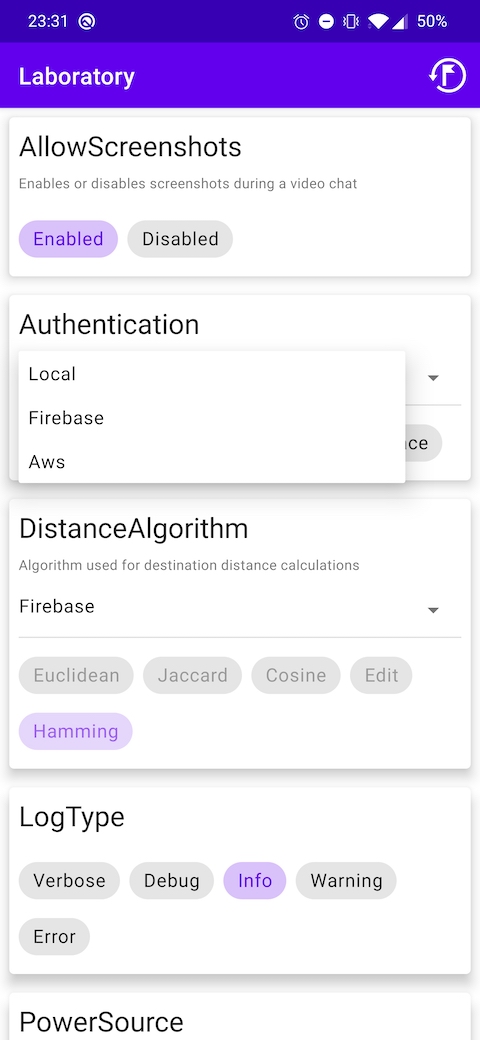 23:31 50%
Laboratory
AllowScreenshots
Enables or disables screenshots during a video chat
Enabled Disabled
Authentication
Local
Firebase
Aws
DistanceAlgorithm
Algorithm used for destination distance calculations
Firebase
Euclidean Jaccard Cosine Edit
Hamming
LogType
Verbose Debug Info Warning
Error
PowerSource